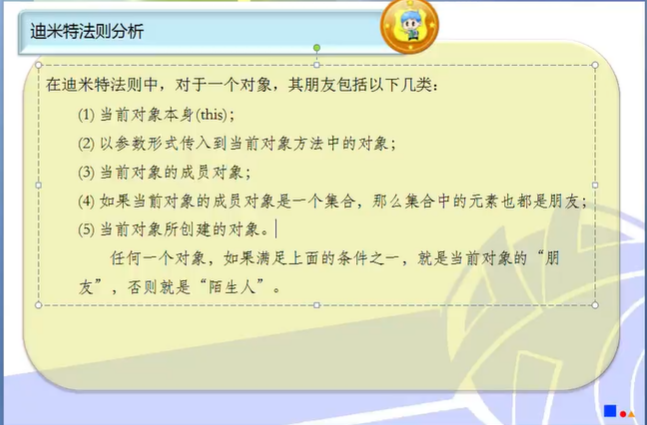 迪米特法则分析
在迪米特法则中，对于一个对象，其朋友包括以下几类：
(1) 当前对象本身(this)；
(2) 以参数形式传入到当前对象方法中的对象；
(3) 当前对象的成员对象；
(4) 如果当前对象的成员对象是一个集合，那么集合中的元素也都是朋友；
(5) 当前对象所创建的对象。
任何一个对象，如果满足上面的条件之一，就是当前对象的“朋
友”，否则就是“陌生人”。